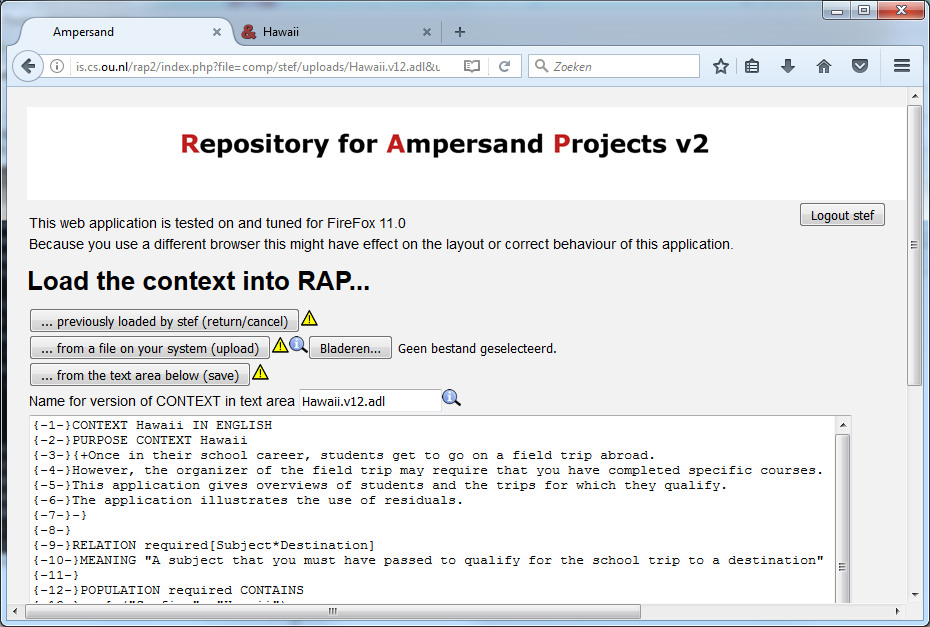 Ampersand
Hawaii
is.cs.ou.nl/rap2/index.php?file=comp/stef/uploads/Hawaii.v12.adl&u
Zoeken
Repository for Ampersand Projects v2
Logout stef
This web application is tested on and tuned for FireFox 11.0
Because you use a different browser this might have effect on the layout or correct behaviour of this application.
Load the context into RAP...
... previously loaded by stef (return/cancel)
... from a file on your system (upload) Bladeren... Geen bestand geselecteerd.
... from the text area below (save)
Name for version of CONTEXT in text area Hawaii.v12.adl
{-1-}CONTEXT Hawaii IN ENGLISH
{-2-}PURPOSE CONTEXT Hawaii
{-3-}{+Once in their school career, students get to go on a field trip abroad.
{-4-}However, the organizer of the field trip may require that you have completed specific courses.
{-5-}This application gives overviews of students and the trips for which they qualify.
{-6-}The application illustrates the use of residuals.
{-7-}-}
{-8-}
{-9-}RELATION required[Subject*Destination]
{-10-}MEANING "A subject that you must have passed to qualify for the school trip to a destination"
{-11-}
{-12-}POPULATION required CONTAINS